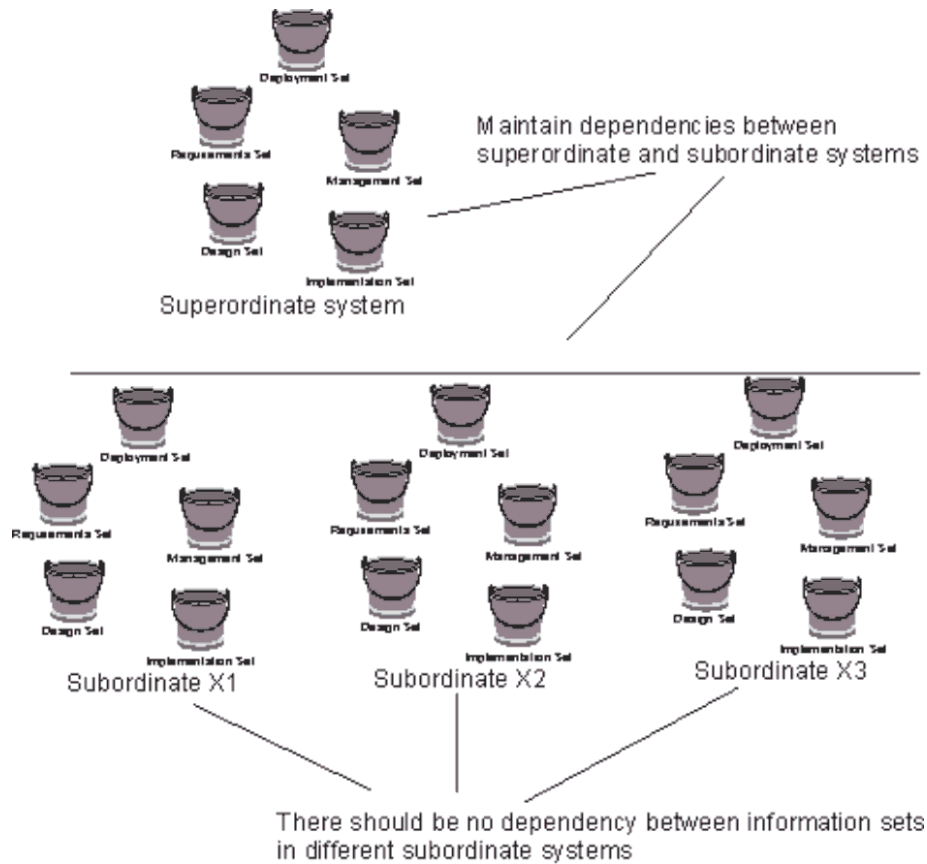 Deployment Set
Requirements Set
Management Set
Design Set
Implementation Set
Superordinate system
Maintain dependencies between
superordinate and subordinate systems
Deployment Set
Requirements Set
Management Set
Design Set
Implementation Set
Subordinate X1
Deployment Set
Requirements Set
Management Set
Design Set
Implementation Set
Subordinate X2
Deployment Set
Requirements Set
Management Set
Design Set
Implementation Set
Subordinate X3
There should be no dependency between information sets
in different subordinate systems